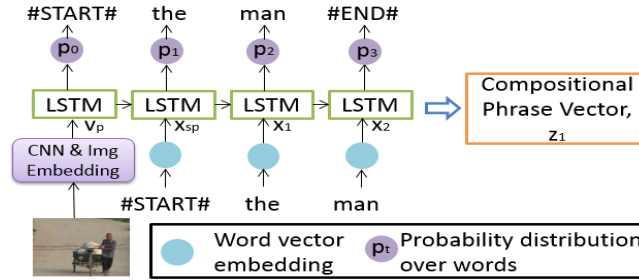 #START# the man #END#
p0 p1 p2 p3
LSTM LSTM LSTM LSTM
vp xsp x1 x2
Compositional
Phrase Vector,
z1
CNN & Img
Embedding
#START# the man
Word vector
embedding
pt Probability distribution
over words